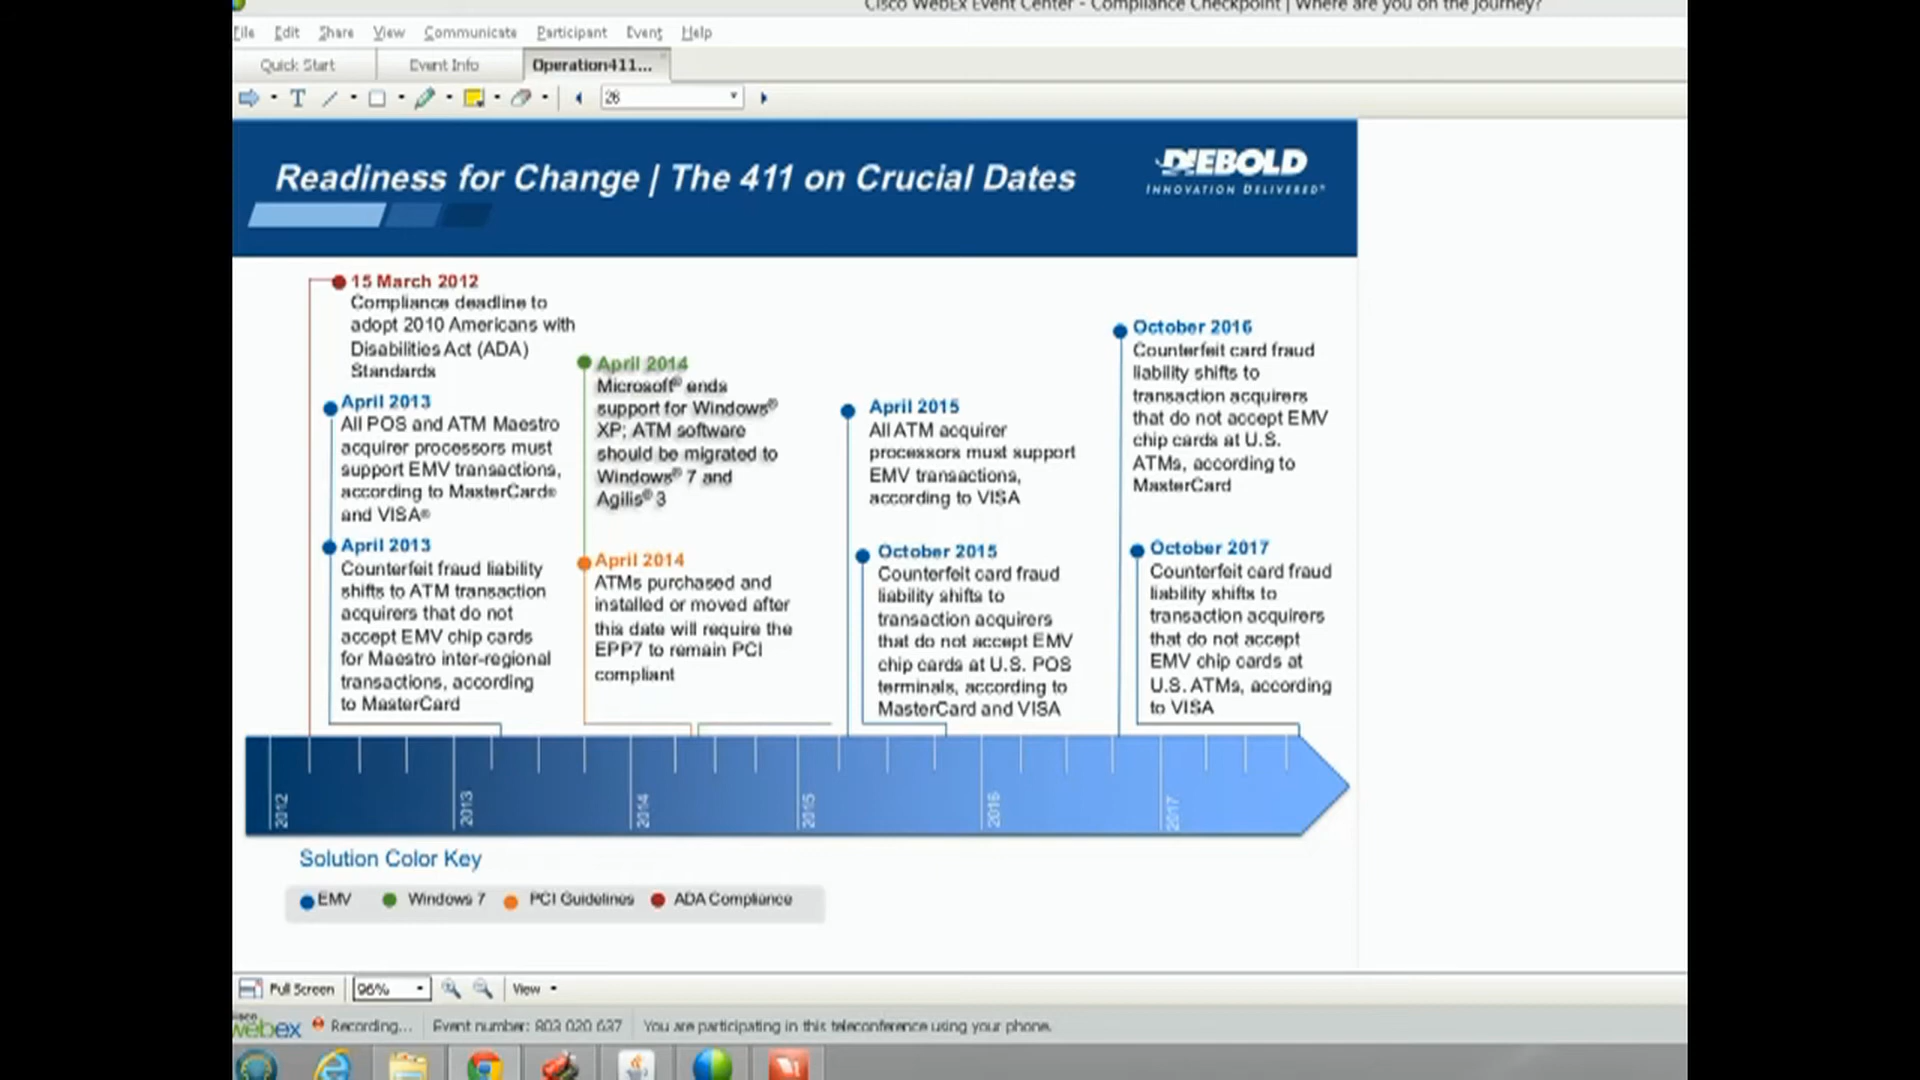 Cisco WebEx Event Center - Compliance Checkpoint | Where are you on the journey?
File Edit Share View Communicate Participant Event Help
Quick Start Event Info Operation411...
T 26
Readiness for Change | The 411 on Crucial Dates
DIEBOLD
INNOVATION DELIVERED®
15 March 2012
Compliance deadline to
adopt 2010 Americans with
Disabilities Act (ADA)
Standards
April 2013
All POS and ATM Maestro
acquirer processors must
support EMV transactions,
according to MasterCard®
and VISA®
April 2013
Counterfeit fraud liability
shifts to ATM transaction
acquirers that do not
accept EMV chip cards
for Maestro inter-regional
transactions, according
to MasterCard
April 2014
Microsoft® ends
support for Windows®
XP; ATM software
should be migrated to
Windows® 7 and
Agilis® 3
April 2014
ATMs purchased and
installed or moved after
this date will require the
EPP7 to remain PCI
compliant
April 2015
All ATM acquirer
processors must support
EMV transactions,
according to VISA
October 2015
Counterfeit card fraud
liability shifts to
transaction acquirers
that do not accept EMV
chip cards at U.S. POS
terminals, according to
MasterCard and VISA
October 2016
Counterfeit card fraud
liability shifts to
transaction acquirers
that do not accept EMV
chip cards at U.S.
ATMs, according to
MasterCard
October 2017
Counterfeit card fraud
liability shifts to
transaction acquirers
that do not accept
EMV chip cards at
U.S. ATMs, according
to VISA
2012 2013 2014 2015 2016 2017
Solution Color Key
EMV Windows 7 PCI Guidelines ADA Compliance
Full Screen 96% View
cisco
webex Recording... Event number: 803 020 637 You are participating in this teleconference using your phone.